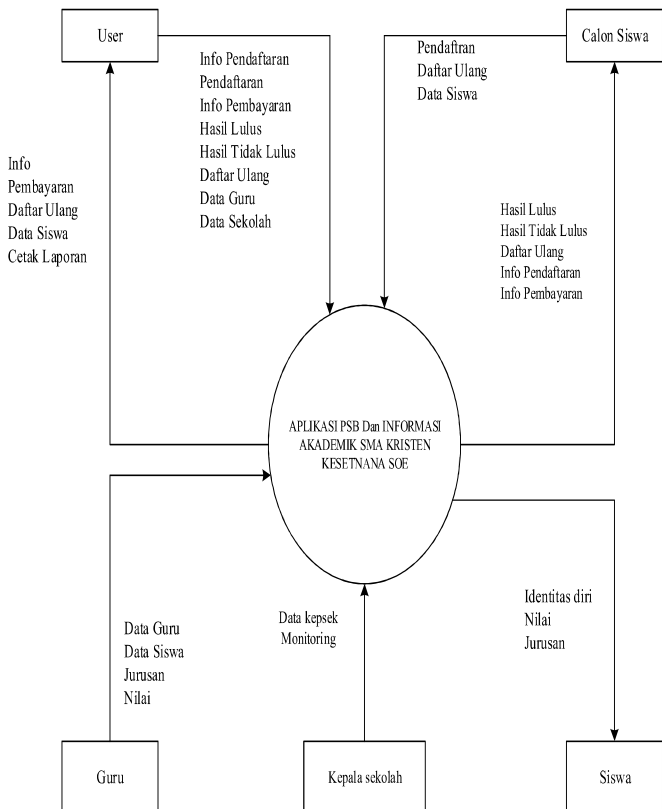 User
Calon Siswa
Info Pendaftaran
Pendaftaran
Info Pembayaran
Hasil Lulus
Hasil Tidak Lulus
Daftar Ulang
Data Guru
Data Sekolah
Pendaftran
Daftar Ulang
Data Siswa
Info
Pembayaran
Daftar Ulang
Data Siswa
Cetak Laporan
Hasil Lulus
Hasil Tidak Lulus
Daftar Ulang
Info Pendaftaran
Info Pembayaran
APLIKASI PSB Dan INFORMASI
AKADEMIK SMA KRISTEN
KESETNANA SOE
Data Guru
Data Siswa
Jurusan
Nilai
Data kepsek
Monitoring
Identitas diri
Nilai
Jurusan
Guru
Kepala sekolah
Siswa